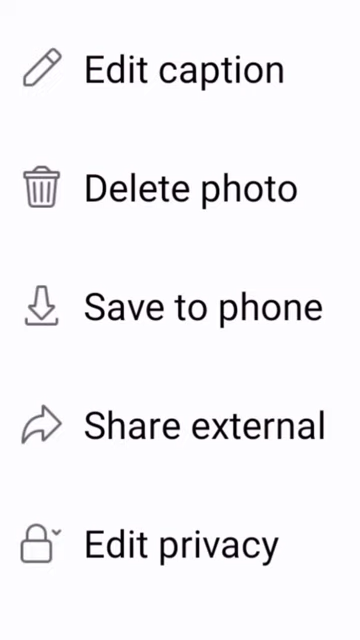 Edit caption
Delete photo
Save to phone
Share external
Edit privacy